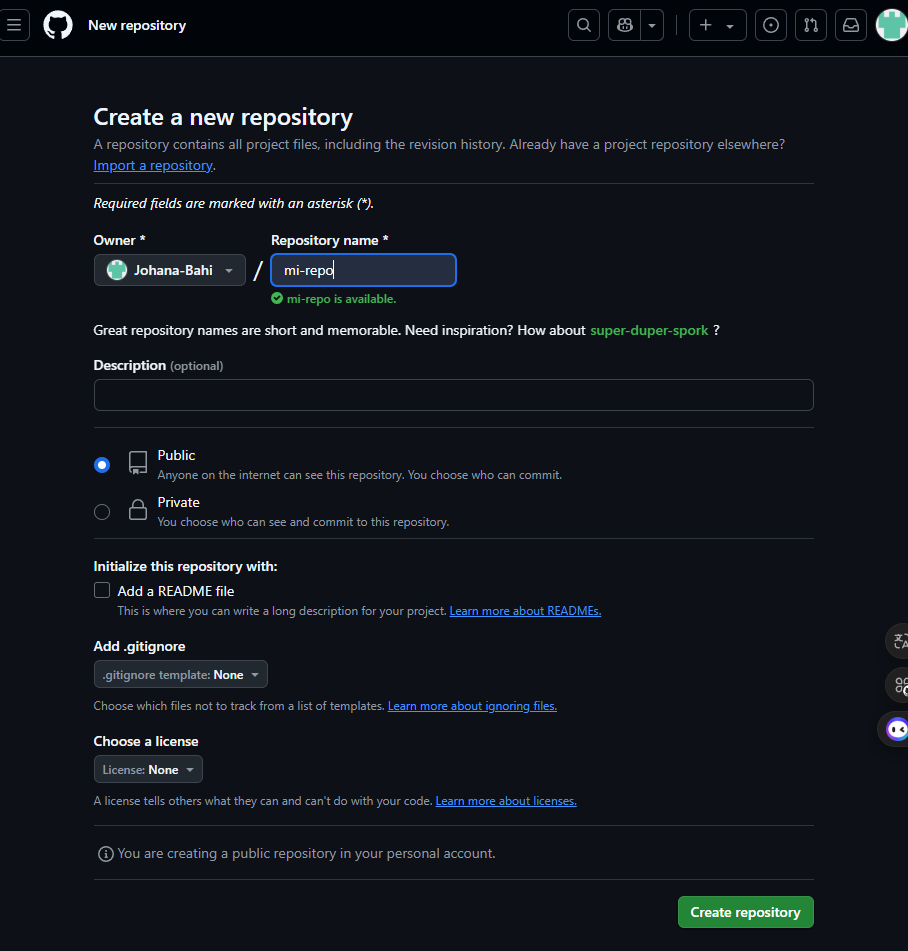 New repository
Create a new repository
A repository contains all project files, including the revision history. Already have a project repository elsewhere?
Import a repository.
Required fields are marked with an asterisk (*).
Owner * Repository name *
Johana-Bahi / mi-repo
mi-repo is available.
Great repository names are short and memorable. Need inspiration? How about super-duper-spork ?
Description (optional)
Public
Anyone on the internet can see this repository. You choose who can commit.
Private
You choose who can see and commit to this repository.
Initialize this repository with:
Add a README file
This is where you can write a long description for your project. Learn more about READMEs.
Add .gitignore
.gitignore template: None
Choose which files not to track from a list of templates. Learn more about ignoring files.
Choose a license
License: None
A license tells others what they can and can't do with your code. Learn more about licenses.
You are creating a public repository in your personal account.
Create repository